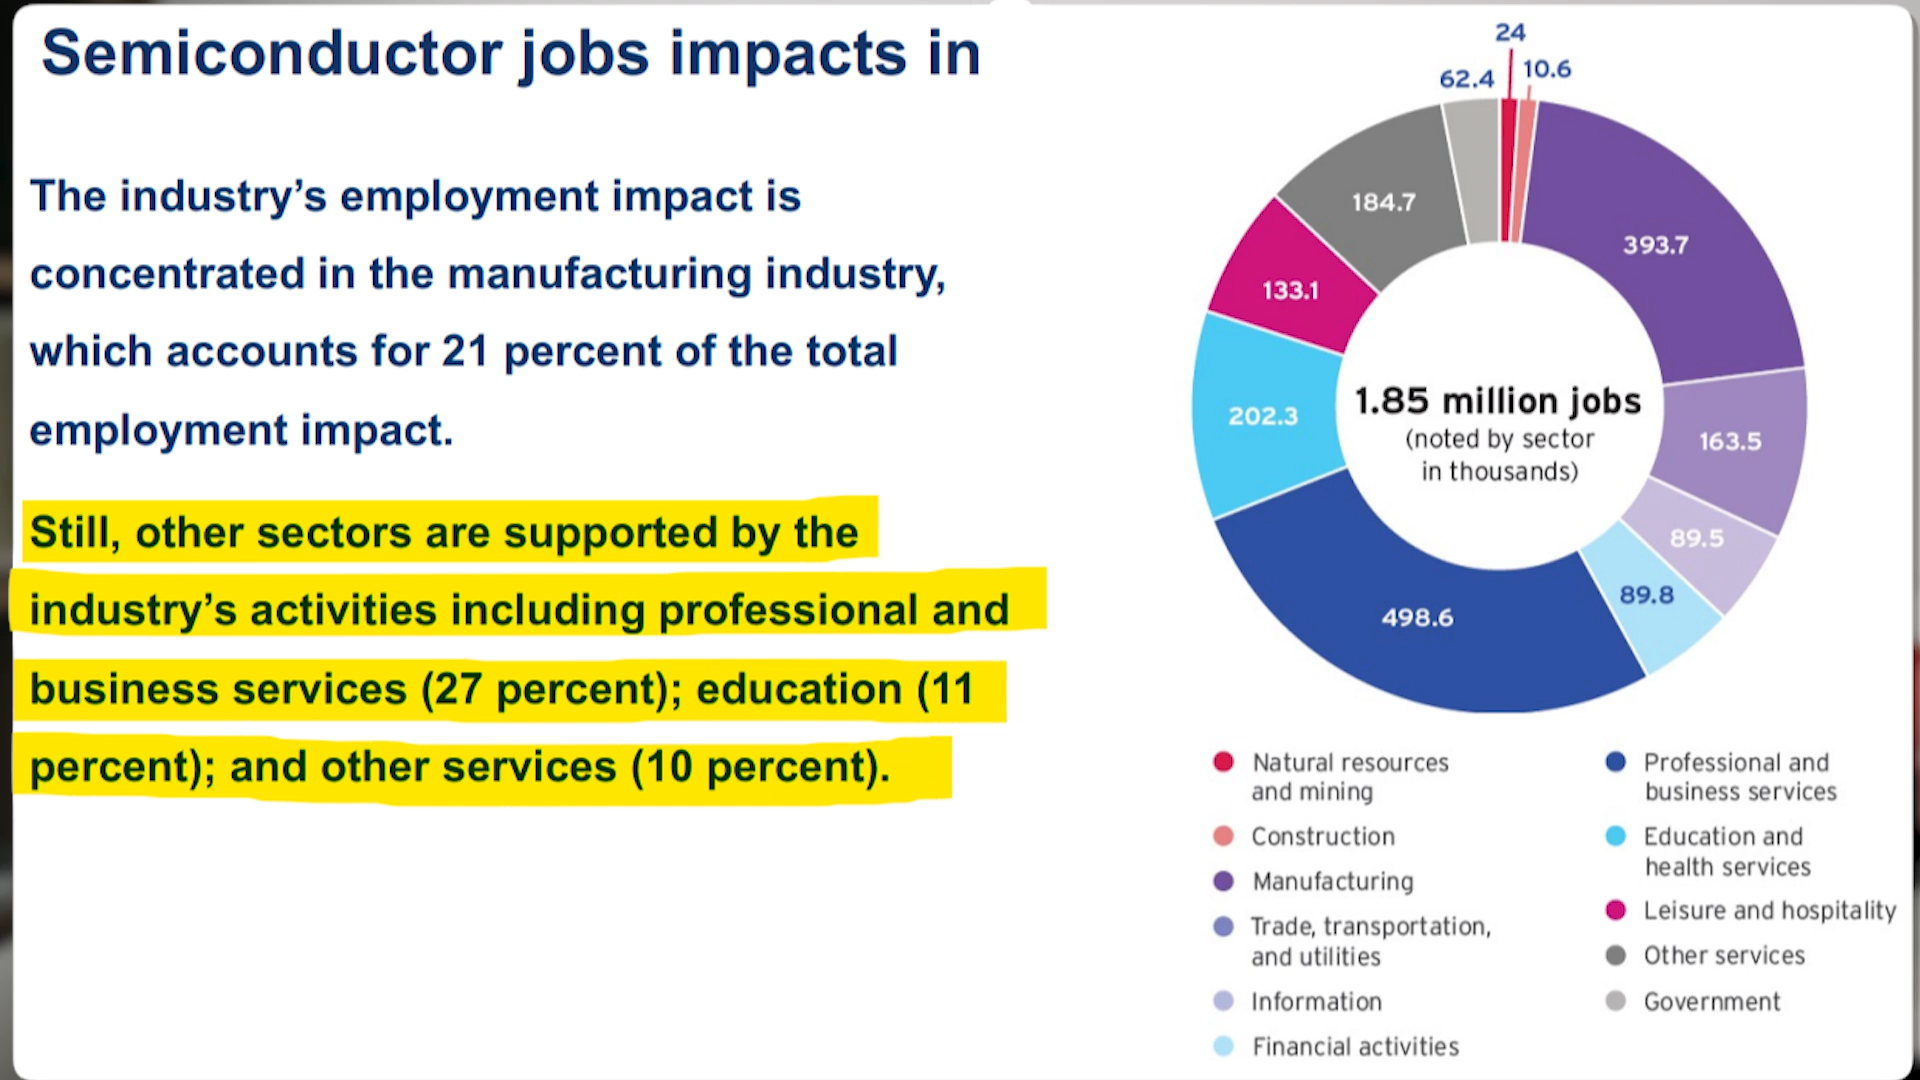 Semiconductor jobs impacts in
The industry’s employment impact is
concentrated in the manufacturing industry,
which accounts for 21 percent of the total
employment impact.
Still, other sectors are supported by the
industry’s activities including professional and
business services (27 percent); education (11
percent); and other services (10 percent).
24
62.4
10.6
184.7
393.7
133.1
1.85 million jobs
(noted by sector
in thousands)
202.3
163.5
89.5
89.8
498.6
Natural resources
and mining
Construction
Manufacturing
Trade, transportation,
and utilities
Information
Financial activities
Professional and
business services
Education and
health services
Leisure and hospitality
Other services
Government